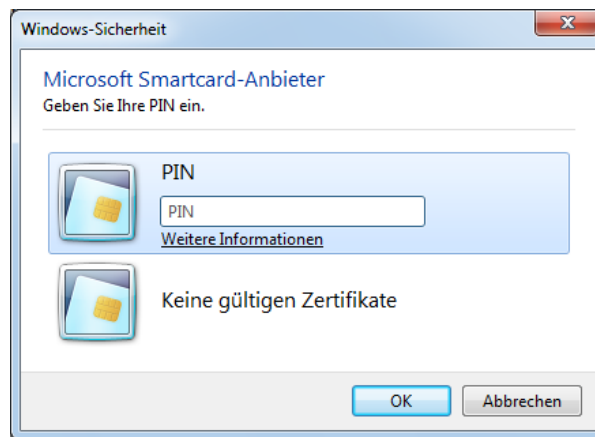 Windows-Sicherheit
Microsoft Smartcard-Anbieter
Geben Sie Ihre PIN ein.
PIN
PIN
Weitere Informationen
Keine gültigen Zertifikate
OK Abbrechen